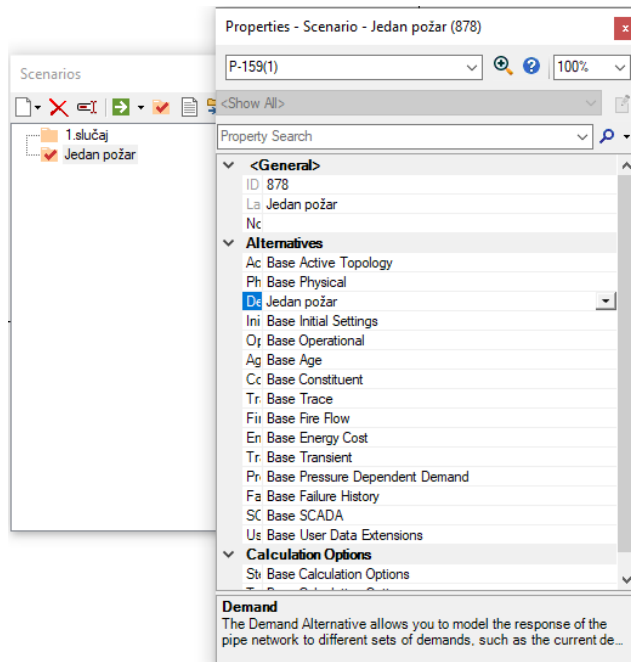 Scenarios
1.slučaj
Jedan požar
Properties - Scenario - Jedan požar (878)
x
P-159(1)
100%
<Show All>
Property Search
<General>
ID 878
La Jedan požar
Nc
Alternatives
Ac Base Active Topology
Ph Base Physical
De Jedan požar
Ini Base Initial Settings
Op Base Operational
Ag Base Age
Cc Base Constituent
Tr Base Trace
Fir Base Fire Flow
En Base Energy Cost
Tr Base Transient
Pr Base Pressure Dependent Demand
Fa Base Failure History
SC Base SCADA
Us Base User Data Extensions
Calculation Options
Ste Base Calculation Options
Demand
The Demand Alternative allows you to model the response of the
pipe network to different sets of demands, such as the current de...